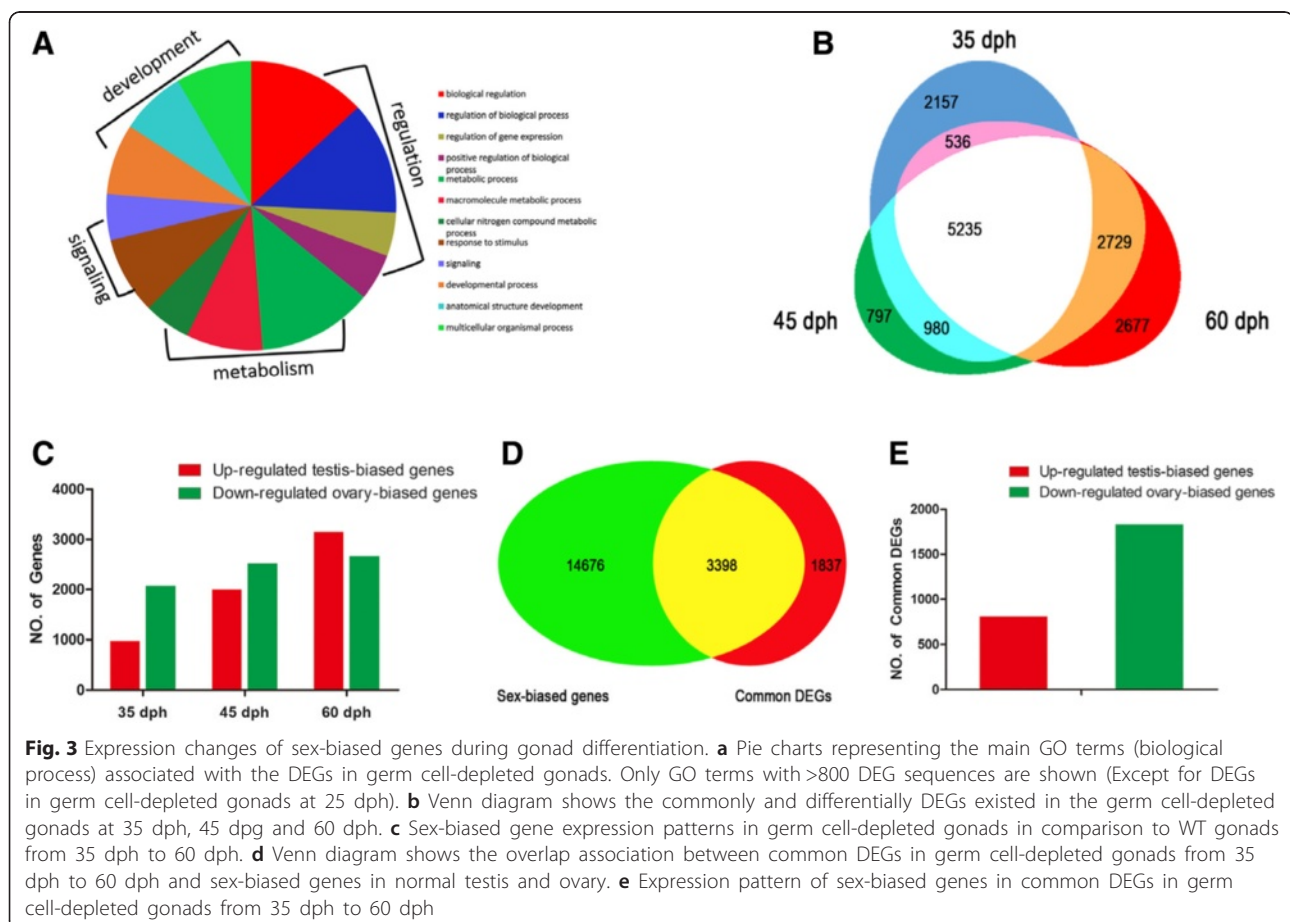 A
development
regulation
signaling
metabolism
biological regulation
regulation of biological process
regulation of gene expression
positive regulation of biological
process
metabolic process
macromolecule metabolic process
cellular nitrogen compound metabolic
process
response to stimulus
signaling
developmental process
anatomical structure development
multicellular organismal process
B
35 dph
2157
536
5235
2729
45 dph
797
980
2677
60 dph
C
Up-regulated testis-biased genes
Down-regulated ovary-biased genes
NO. of Genes
4000
3000
2000
1000
0
35 dph
45 dph
60 dph
D
14676
3398
1837
Sex-biased genes
Common DEGs
E
Up-regulated testis-biased genes
Down-regulated ovary-biased genes
NO. of Common DEGs
2000
1500
1000
500
0
Fig. 3 Expression changes of sex-biased genes during gonad differentiation. a Pie charts representing the main GO terms (biological
process) associated with the DEGs in germ cell-depleted gonads. Only GO terms with >800 DEG sequences are shown (Except for DEGs
in germ cell-depleted gonads at 25 dph). b Venn diagram shows the commonly and differentially DEGs existed in the germ cell-depleted
gonads at 35 dph, 45 dpg and 60 dph. c Sex-biased gene expression patterns in germ cell-depleted gonads in comparison to WT gonads
from 35 dph to 60 dph. d Venn diagram shows the overlap association between common DEGs in germ cell-depleted gonads from 35
dph to 60 dph and sex-biased genes in normal testis and ovary. e Expression pattern of sex-biased genes in common DEGs in germ
cell-depleted gonads from 35 dph to 60 dph